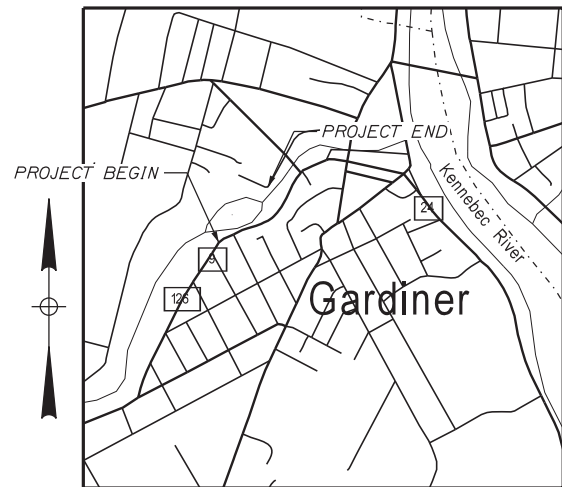 PROJECT END
PROJECT BEGIN
Kennebec River
24
9
126
Gardiner